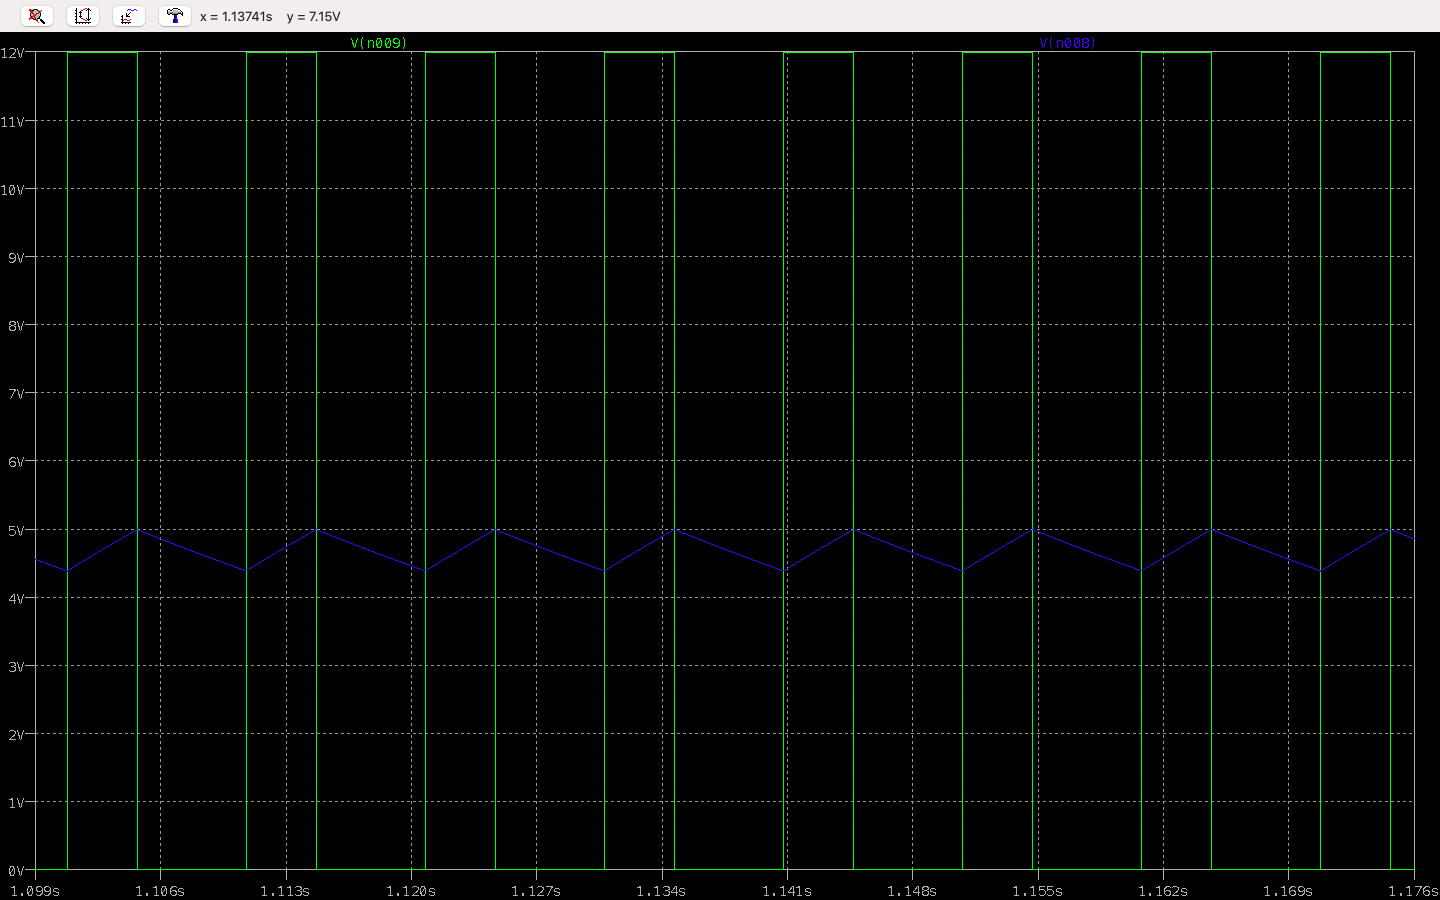 x = 1.13741s y = 7.15V
V(n009) V(n008)
12V
11V
10V
9V
8V
7V
6V
5V
4V
3V
2V
1V
0V
1.099s 1.106s 1.113s 1.120s 1.127s 1.134s 1.141s 1.148s 1.155s 1.162s 1.169s 1.176s